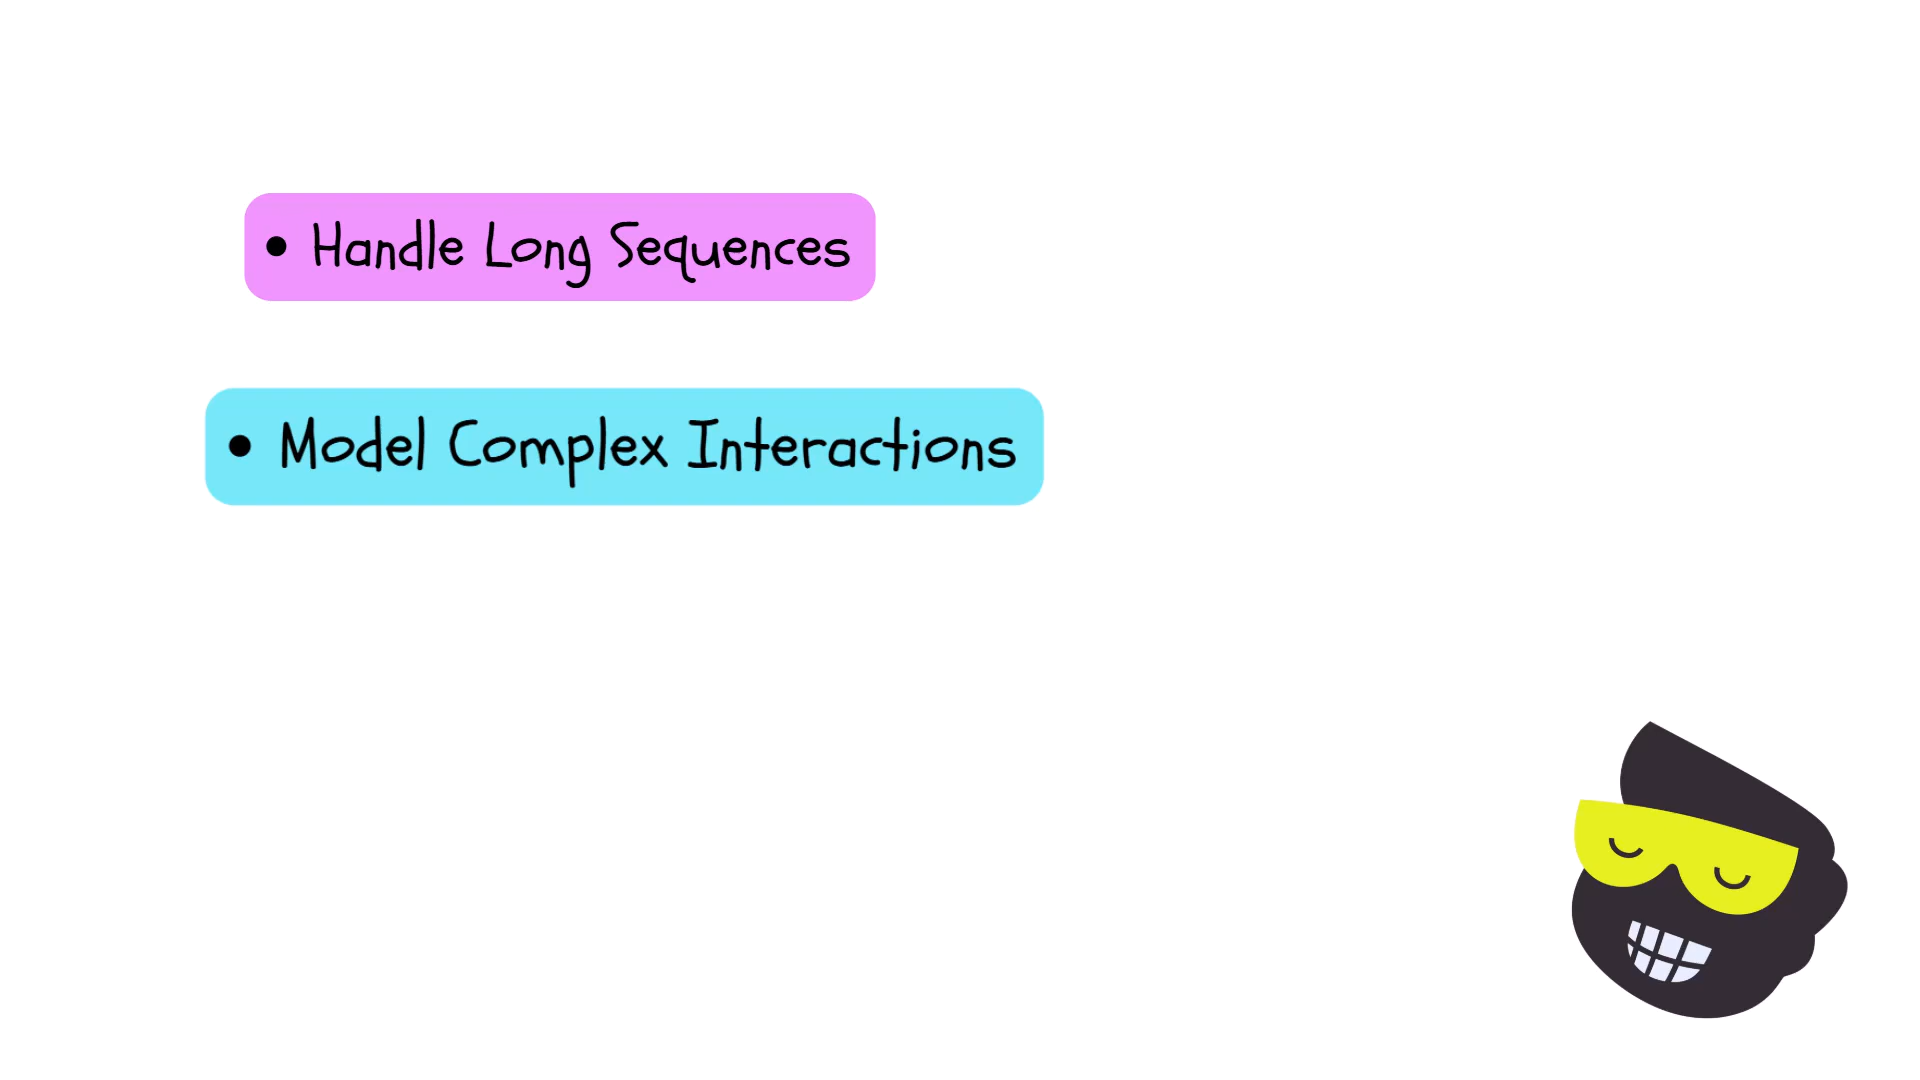 • Handle Long Sequences
• Model Complex Interactions